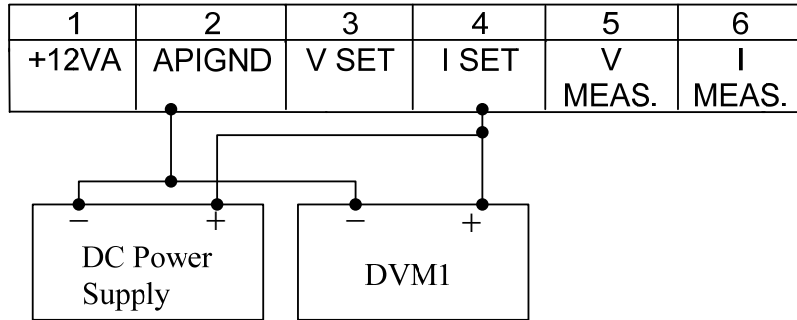 1 2 3 4 5 6
+12VA APIGND V SET I SET V I
MEAS. MEAS.
− + − +
DC Power
Supply
DVM1